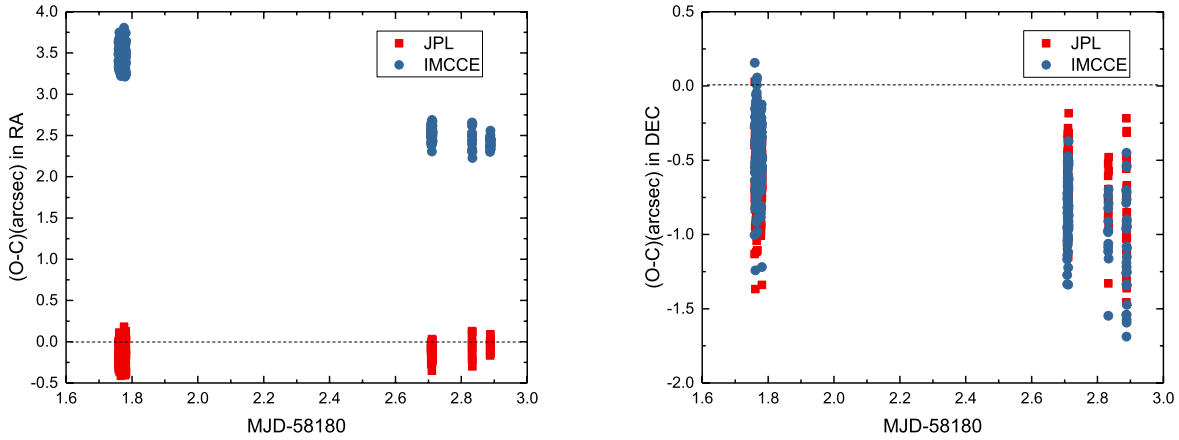 4.0
3.5
3.0
2.5
2.0
1.5
1.0
0.5
0.0
-0.5
(O-C)(arcsec) in RA
JPL
IMCCE
1.6 1.8 2.0 2.2 2.4 2.6 2.8 3.0
MJD-58180
0.5
0.0
-0.5
-1.0
-1.5
-2.0
(O-C)(arcsec) in DEC
JPL
IMCCE
1.6 1.8 2.0 2.2 2.4 2.6 2.8 3.0
MJD-58180